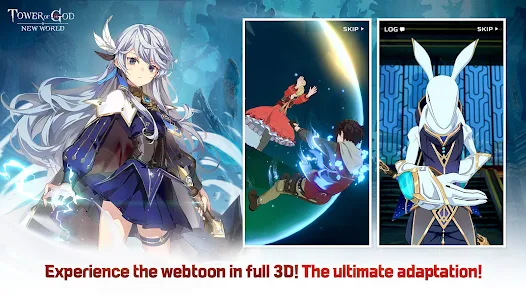 TOWER OF GOD
NEW WORLD
SKIP
LOG
SKIP
Experience the webtoon in full 3D! The ultimate adaptation!